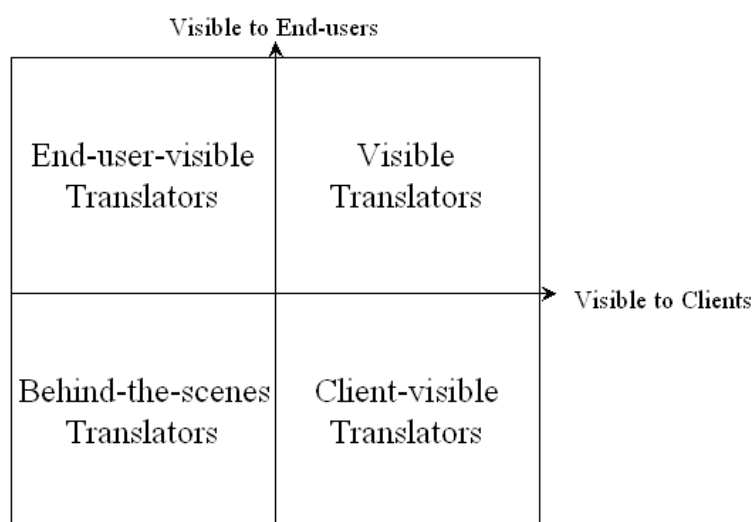 Visible to End-users
End-user-visible
Translators
Visible
Translators
Visible to Clients
Behind-the-scenes
Translators
Client-visible
Translators